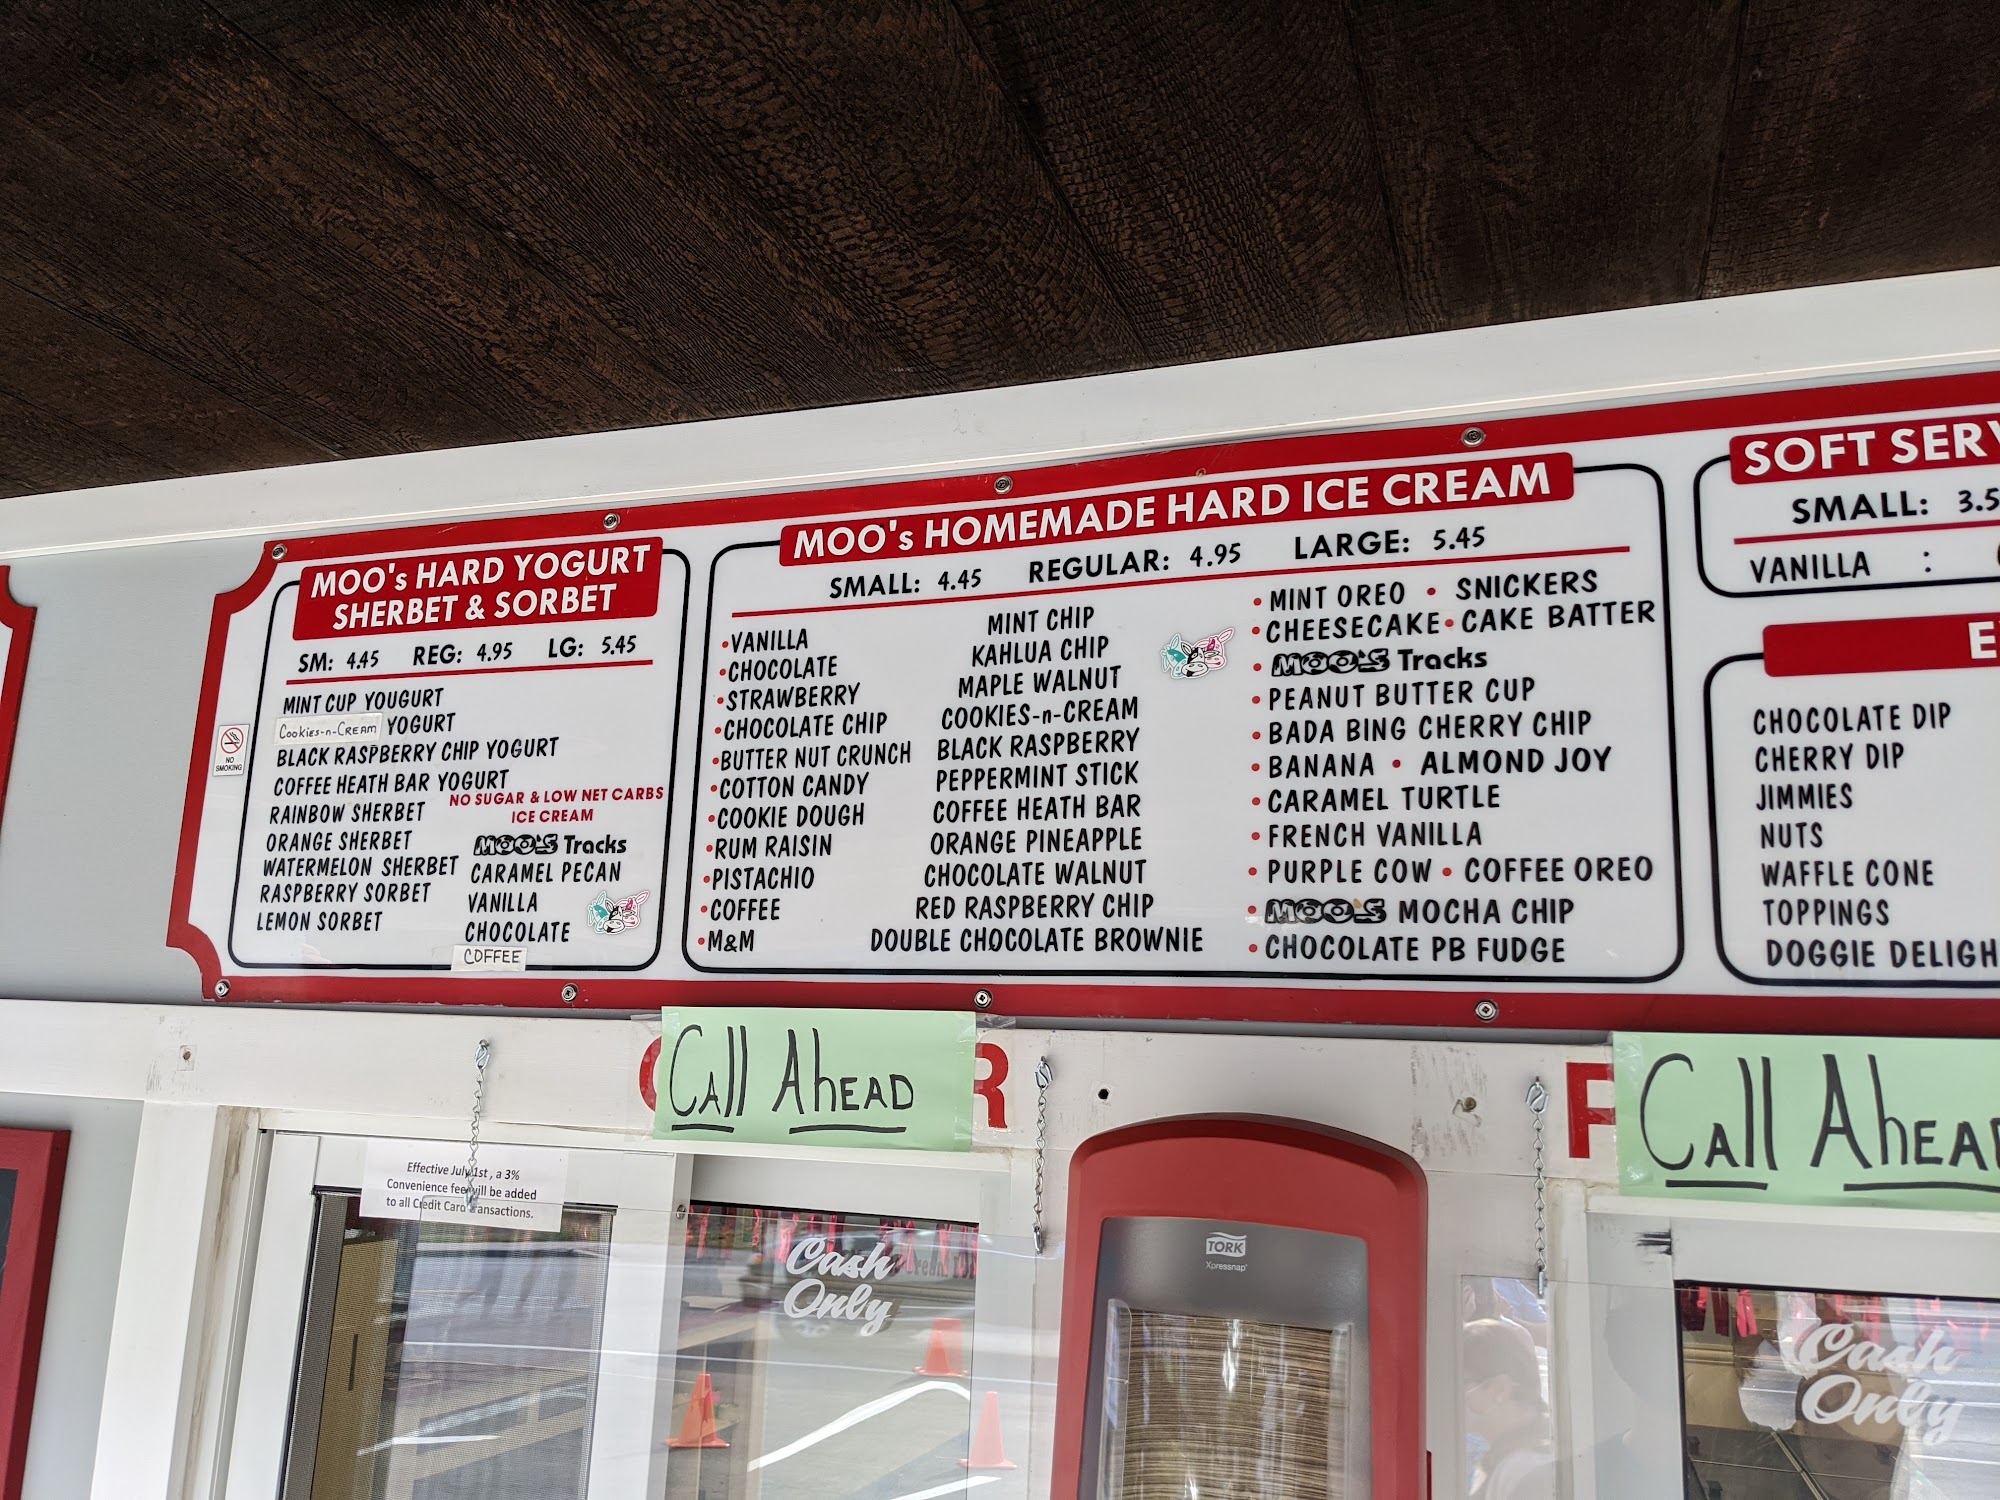 MOO's HARD YOGURT
SHERBET & SORBET
SM: 4.45 REG: 4.95 LG: 5.45
MINT CUP YOUGURT
Cookies-n-Cream YOGURT
BLACK RASPBERRY CHIP YOGURT
COFFEE HEATH BAR YOGURT
RAINBOW SHERBET
ORANGE SHERBET
WATERMELON SHERBET
RASPBERRY SORBET
LEMON SORBET
NO SUGAR & LOW NET CARBS
ICE CREAM
MOO'S Tracks
CARAMEL PECAN
VANILLA
CHOCOLATE
COFFEE
NO
SMOKING
MOO's HOMEMADE HARD ICE CREAM
SMALL: 4.45 REGULAR: 4.95 LARGE: 5.45
•VANILLA
•CHOCOLATE
•STRAWBERRY
•CHOCOLATE CHIP
•BUTTER NUT CRUNCH
•COTTON CANDY
•COOKIE DOUGH
•RUM RAISIN
•PISTACHIO
•COFFEE
•M&M
MINT CHIP
KAHLUA CHIP
MAPLE WALNUT
COOKIES-n-CREAM
BLACK RASPBERRY
PEPPERMINT STICK
COFFEE HEATH BAR
ORANGE PINEAPPLE
CHOCOLATE WALNUT
RED RASPBERRY CHIP
DOUBLE CHOCOLATE BROWNIE
• MINT OREO • SNICKERS
• CHEESECAKE • CAKE BATTER
• MOO'S Tracks
• PEANUT BUTTER CUP
• BADA BING CHERRY CHIP
• BANANA • ALMOND JOY
• CARAMEL TURTLE
• FRENCH VANILLA
• PURPLE COW • COFFEE OREO
• MOO'S MOCHA CHIP
• CHOCOLATE PB FUDGE
SOFT SERV
SMALL: 3.5
VANILLA :
E
CHOCOLATE DIP
CHERRY DIP
JIMMIES
NUTS
WAFFLE CONE
TOPPINGS
DOGGIE DELIGH
Call Ahead
R
P
Call Ahea
Effective July 1st, a 3%
Convenience fee will be added
to all Credit Card Transactions.
Cash
Only
TORK
Xpressnap
Cash
Only